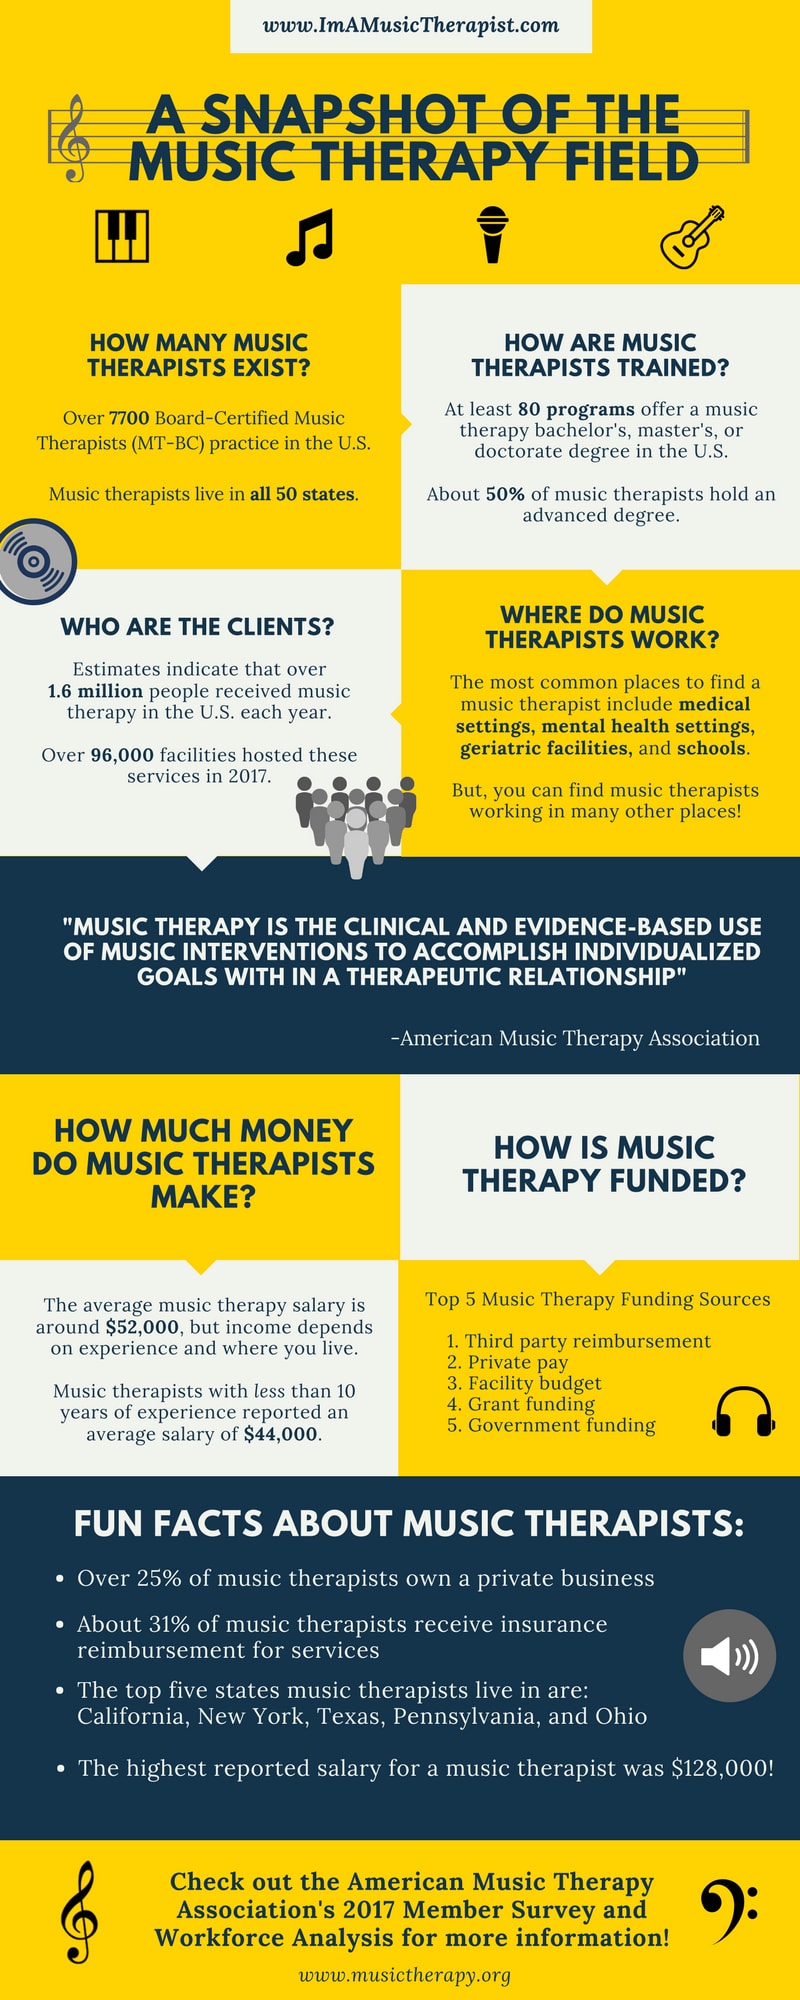 www.ImAMusicTherapist.com
A SNAPSHOT OF THE
MUSIC THERAPY FIELD
HOW MANY MUSIC
THERAPISTS EXIST?
Over 7700 Board-Certified Music
Therapists (MT-BC) practice in the U.S.
Music therapists live in all 50 states.
HOW ARE MUSIC
THERAPISTS TRAINED?
At least 80 programs offer a music
therapy bachelor's, master's, or
doctorate degree in the U.S.
About 50% of music therapists hold an
advanced degree.
WHO ARE THE CLIENTS?
Estimates indicate that over
1.6 million people received music
therapy in the U.S. each year.
Over 96,000 facilities hosted these
services in 2017.
WHERE DO MUSIC
THERAPISTS WORK?
The most common places to find a
music therapist include medical
settings, mental health settings,
geriatric facilities, and schools.
But, you can find music therapists
working in many other places!
"MUSIC THERAPY IS THE CLINICAL AND EVIDENCE-BASED USE
OF MUSIC INTERVENTIONS TO ACCOMPLISH INDIVIDUALIZED
GOALS WITH IN A THERAPEUTIC RELATIONSHIP"
-American Music Therapy Association
HOW MUCH MONEY
DO MUSIC THERAPISTS
MAKE?
The average music therapy salary is
around $52,000, but income depends
on experience and where you live.
Music therapists with less than 10
years of experience reported an
average salary of $44,000.
HOW IS MUSIC
THERAPY FUNDED?
Top 5 Music Therapy Funding Sources
1. Third party reimbursement
2. Private pay
3. Facility budget
4. Grant funding
5. Government funding
FUN FACTS ABOUT MUSIC THERAPISTS:
• Over 25% of music therapists own a private business
• About 31% of music therapists receive insurance
reimbursement for services
• The top five states music therapists live in are:
California, New York, Texas, Pennsylvania, and Ohio
• The highest reported salary for a music therapist was $128,000!
Check out the American Music Therapy
Association's 2017 Member Survey and
Workforce Analysis for more information!
www.musictherapy.org